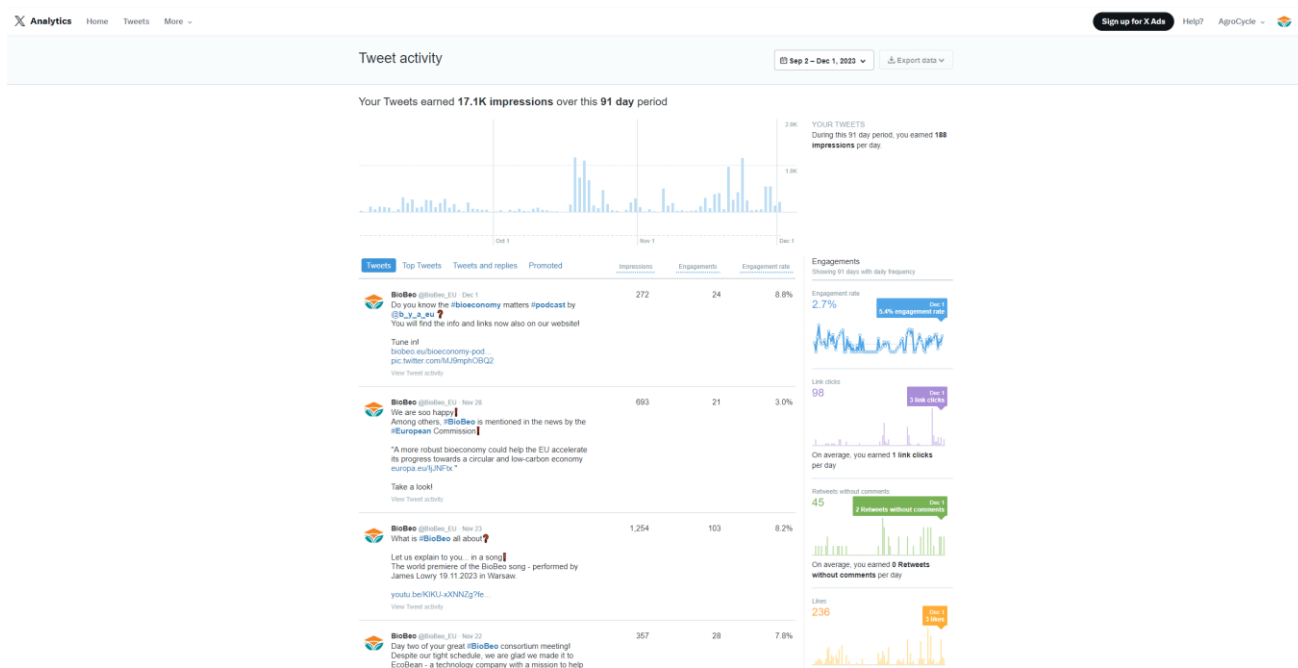 X Analytics Home Tweets More
Sign up for X Ads Help? AgroCycle
Tweet activity
Sep 2 – Dec 1, 2023
Export data
Your Tweets earned 17.1K impressions over this 91 day period
2.0K
1.0K
Oct 1 Nov 1 Dec 1
YOUR TWEETS
During this 91 day period, you earned 188
impressions per day.
Tweets Top Tweets Tweets and replies Promoted
Impressions Engagements Engagement rate
BioBeo @BioBeo_EU · Dec 1
272 24 8.8%
Do you know the #bioeconomy matters #podcast by
@b_y_a_eu ❓
You will find the info and links now also on our website!
Tune in!
biobeo.eu/bioeconomy-pod…
pic.twitter.com/MJ9mphOBQ2
View Tweet activity
BioBeo @BioBeo_EU · Nov 28
693 21 3.0%
We are soo happy❗
Among others, #BioBeo is mentioned in the news by the
#European Commission❗
"A more robust bioeconomy could help the EU accelerate
its progress towards a circular and low-carbon economy
europa.eu/!jJNFtx "
Take a look!
View Tweet activity
BioBeo @BioBeo_EU · Nov 23
1,254 103 8.2%
What is #BioBeo all about❓
Let us explain to you... in a song❗
The world premiere of the BioBeo song - performed by
James Lowry 19.11.2023 in Warsaw.
youtu.be/KlKU-xXNNZg?fe…
View Tweet activity
BioBeo @BioBeo_EU · Nov 22
357 28 7.8%
Day two of your great #BioBeo consortium meeting!
Despite our tight schedule, we are glad we made it to
EcoBean - a technology company with a mission to help
Engagements
Showing 91 days with daily frequency
Engagement rate
2.7%
Dec 1
5.4% engagement rate
Link clicks
98
Dec 1
3 link clicks
On average, you earned 1 link clicks
per day
Retweets without comments
45
Dec 1
2 Retweets without comments
On average, you earned 0 Retweets
without comments per day
Likes
236
Dec 1
3 likes